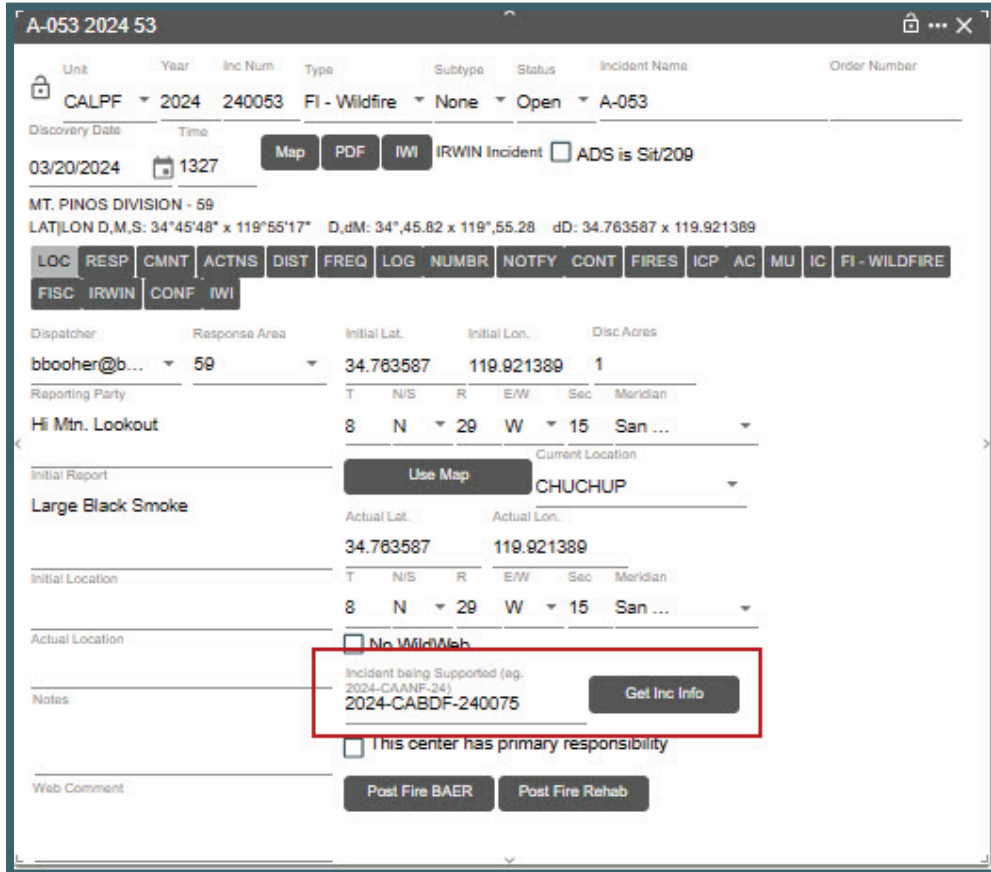 A-053 2024 53
Unit Year Inc Num Type Subtype Status Incident Name Order Number
CALPF 2024 240053 FI - Wildfire None Open A-053
Discovery Date Time
03/20/2024 1327 Map PDF IWI IRWIN Incident ADS is Sit/209
MT. PINOS DIVISION - 59
LAT|LON D,M,S: 34°45'48" x 119°55'17" D,dM: 34°,45.82 x 119°,55.28 dD: 34.763587 x 119.921389
LOC RESP CMNT ACTNS DIST FREQ LOG NUMBR NOTFY CONT FIRES ICP AC MU IC FI - WILDFIRE
FISC IRWIN CONF IWI
Dispatcher Response Area Initial Lat. Initial Lon. Disc Acres
bbooher@b... 59 34.763587 119.921389 1
Reporting Party T N/S R E/W Sec Meridian
Hi Mtn. Lookout 8 N 29 W 15 San ...
Current Location
Initial Report Use Map CHUCHUP
Large Black Smoke
Actual Lat. Actual Lon.
34.763587 119.921389
Initial Location T N/S R E/W Sec Meridian
8 N 29 W 15 San ...
Actual Location No WildWeb
Incident being Supported (eg.
2024-CAANF-24)
Notes 2024-CABDF-240075 Get Inc Info
This center has primary responsibility
Web Comment Post Fire BAER Post Fire Rehab